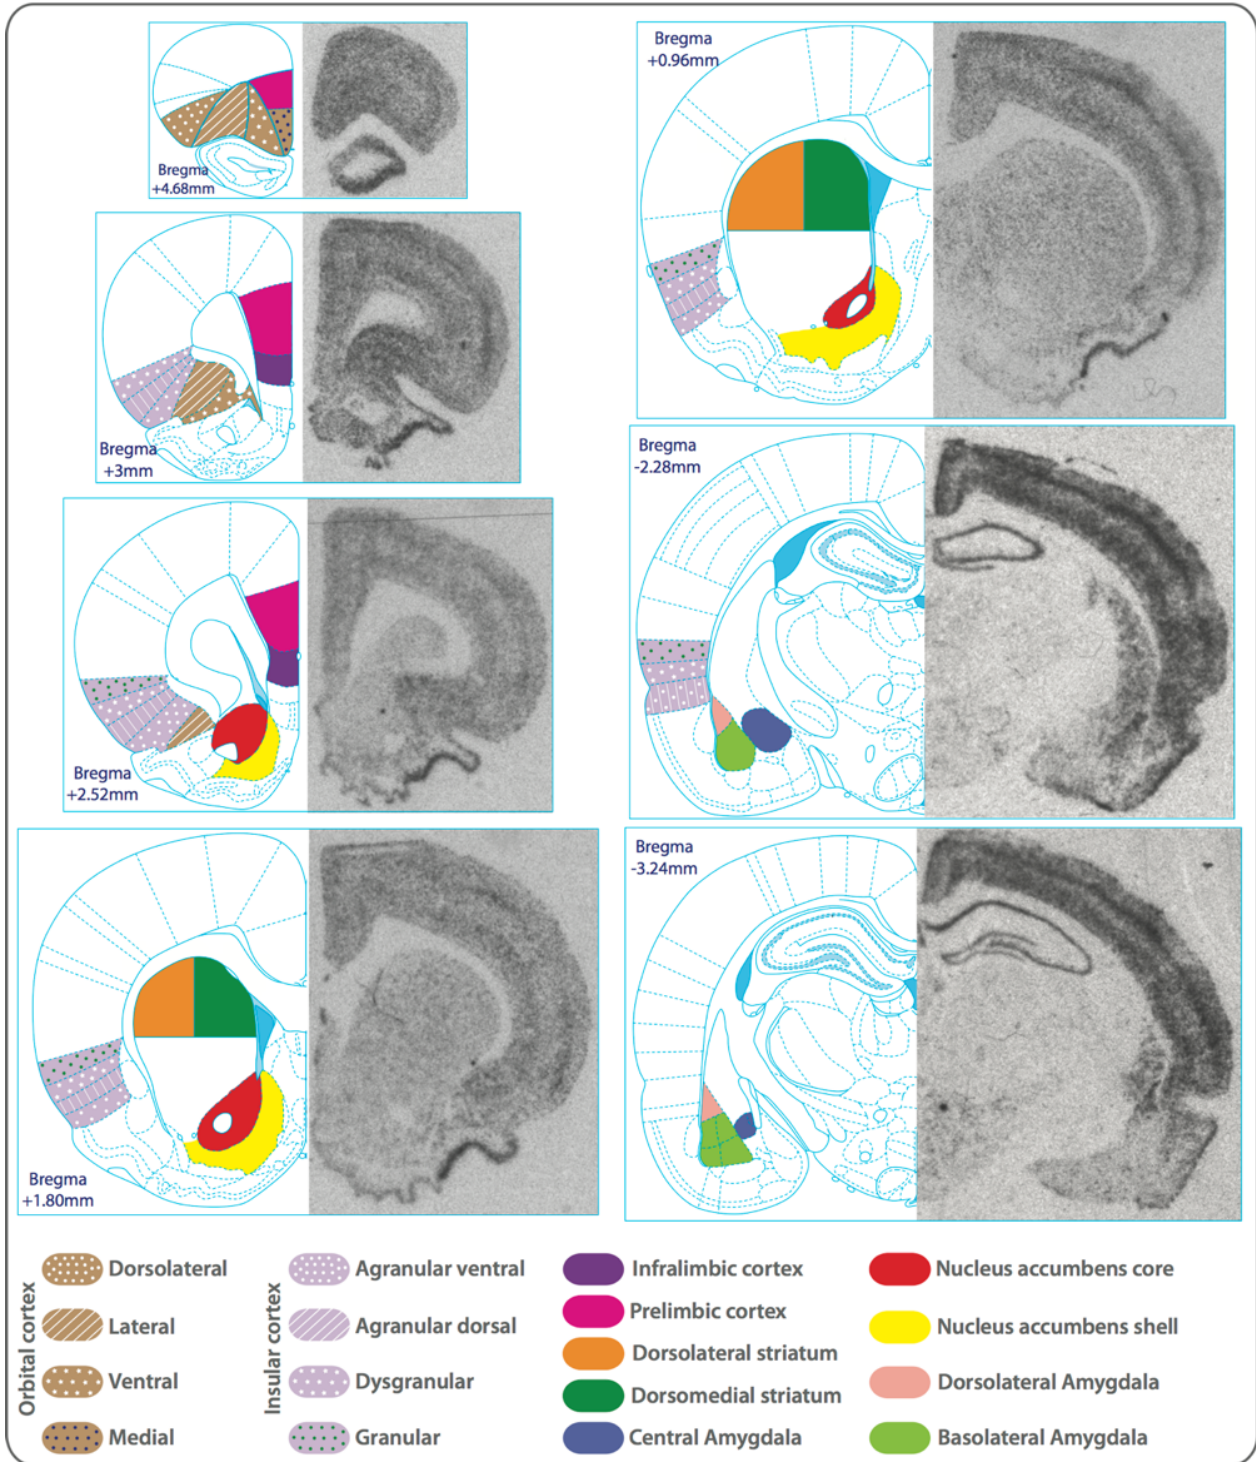 Bregma
+4.68mm
Bregma
+3mm
Bregma
+2.52mm
Bregma
+1.80mm
Bregma
+0.96mm
Bregma
-2.28mm
Bregma
-3.24mm
Orbital cortex
Dorsolateral
Lateral
Ventral
Medial
Insular cortex
Agranular ventral
Agranular dorsal
Dysgranular
Granular
Infralimbic cortex
Prelimbic cortex
Dorsolateral striatum
Dorsomedial striatum
Central Amygdala
Nucleus accumbens core
Nucleus accumbens shell
Dorsolateral Amygdala
Basolateral Amygdala